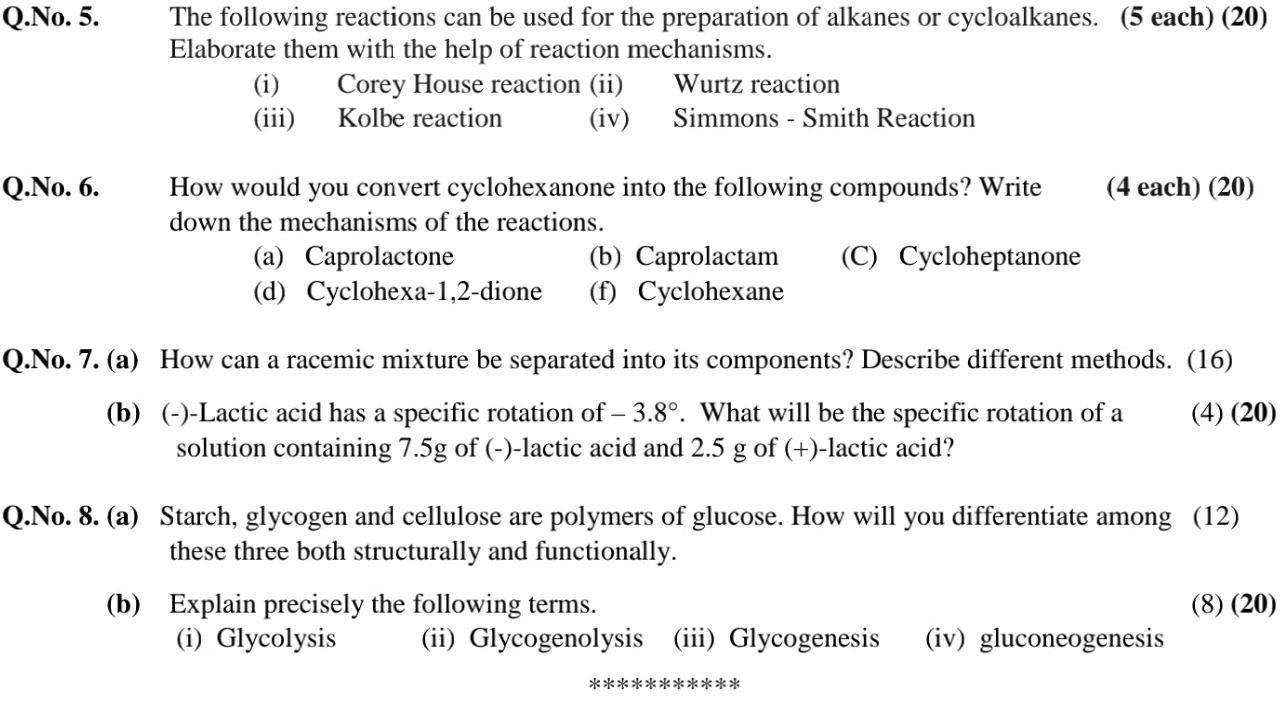 Q.No. 5. The following reactions can be used for the preparation of alkanes or cycloalkanes. (5 each) (20)
Elaborate them with the help of reaction mechanisms.
(i) Corey House reaction (ii) Wurtz reaction
(iii) Kolbe reaction (iv) Simmons - Smith Reaction
Q.No. 6. How would you convert cyclohexanone into the following compounds? Write (4 each) (20)
down the mechanisms of the reactions.
(a) Caprolactone (b) Caprolactam (C) Cycloheptanone
(d) Cyclohexa-1,2-dione (f) Cyclohexane
Q.No. 7. (a) How can a racemic mixture be separated into its components? Describe different methods. (16)
(b) (-)-Lactic acid has a specific rotation of – 3.8°. What will be the specific rotation of a (4) (20)
solution containing 7.5g of (-)-lactic acid and 2.5 g of (+)-lactic acid?
Q.No. 8. (a) Starch, glycogen and cellulose are polymers of glucose. How will you differentiate among (12)
these three both structurally and functionally.
(b) Explain precisely the following terms. (8) (20)
(i) Glycolysis (ii) Glycogenolysis (iii) Glycogenesis (iv) gluconeogenesis
***********